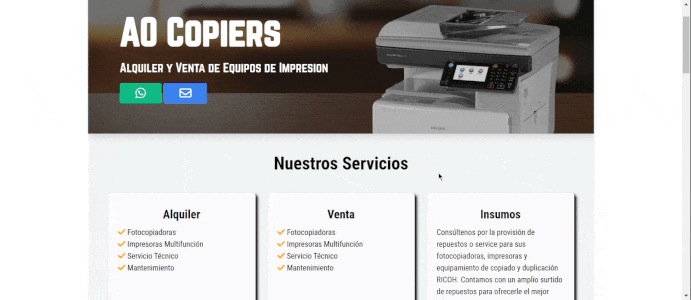 AO Copiers
Alquiler y Venta de Equipos de Impresion
Nuestros Servicios
Alquiler
Fotocopiadoras
Impresoras Multifunción
Servicio Técnico
Mantenimiento
Venta
Fotocopiadoras
Impresoras Multifunción
Servicio Técnico
Mantenimiento
Insumos
Consúltenos por la provisión de
repuestos o service para sus
fotocopiadoras, impresoras y
equipamiento de copiado y duplicación
RICOH. Contamos con un amplio surtido
de repuestos para ofrecerle el mejor